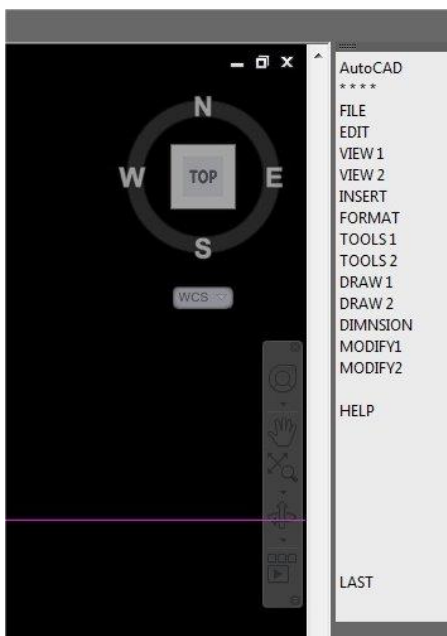 N
W
TOP
E
S
WCS
AutoCAD
* * * *
FILE
EDIT
VIEW 1
VIEW 2
INSERT
FORMAT
TOOLS 1
TOOLS 2
DRAW 1
DRAW 2
DIMNSION
MODIFY1
MODIFY2
HELP
LAST